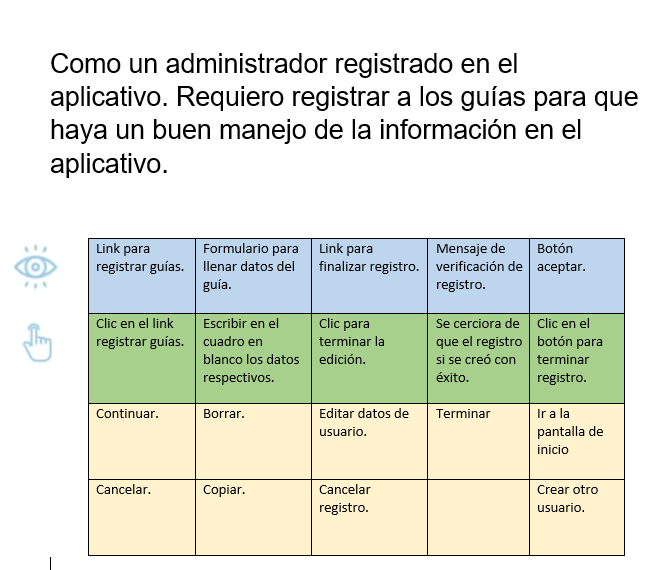 Como un administrador registrado en el
aplicativo. Requiero registrar a los guías para que
haya un buen manejo de la información en el
aplicativo.
Link para
registrar guías.
Formulario para
llenar datos del
guía.
Link para
finalizar registro.
Mensaje de
verificación de
registro.
Botón
aceptar.
Clic en el link
registrar guías.
Escribir en el
cuadro en
blanco los datos
respectivos.
Clic para
terminar la
edición.
Se cerciora de
que el registro
si se creó con
éxito.
Clic en el
botón para
terminar
registro.
Continuar.
Borrar.
Editar datos de
usuario.
Terminar
Ir a la
pantalla de
inicio
Cancelar.
Copiar.
Cancelar
registro.
Crear otro
usuario.